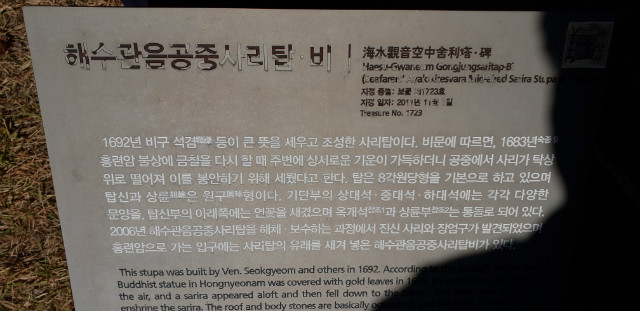 해수관음공중사리탑·비
海水觀音空中舍利塔·碑
Haesu-Gwaneum Gongjungsaritap-Bi
지정 종별: 보물 제1723호
지정 일자: 2011년 11월
Treasure No. 1723
1692년 비구 석겸 등이 큰 뜻을 세우고 조성한 사리탑이다. 비문에 따르면, 1683년
홍련암 불상에 금칠을 다시 할 때 주변에 상서로운 기운이 가득하더니 공중에서 사리가 탁상
위로 떨어져 이를 봉안하기 위해 세웠다고 한다. 탑은 8각원당형을 기본으로 하고 있으며
탑신과 상륜은 원구형이다. 기단부의 상대석·중대석·하대석에는 각각 다양한
문양을, 탑신부의 아래쪽에는 연꽃을 새겼으며 옥개석과 상륜부는 통돌로 되어 있다.
2006년 해수관음공중사리탑을 해체·보수하는 과정에서 진신 사리와 장엄구가 발견되었으며
홍련암으로 가는 입구에는 사리탑의 유래를 새겨 넣은 해수관음공중사리탑비가 있다.
This stupa was built by Ven. Seokgyeom and others in 1692. According to
Buddhist statue in Hongnyeonam was covered with gold leaves in
the air, and a sarira appeared aloft and then fell down to the
enshrine the sarira. The roof and body stones are basically